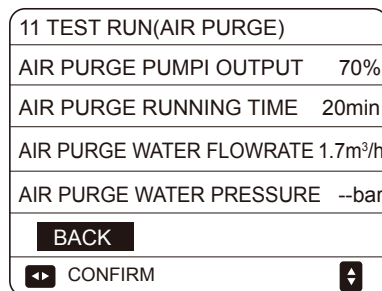 11 TEST RUN(AIR PURGE)
AIR PURGE PUMPI OUTPUT 70%
AIR PURGE RUNNING TIME 20min
AIR PURGE WATER FLOWRATE 1.7m³/h
AIR PURGE WATER PRESSURE --bar
BACK
CONFIRM